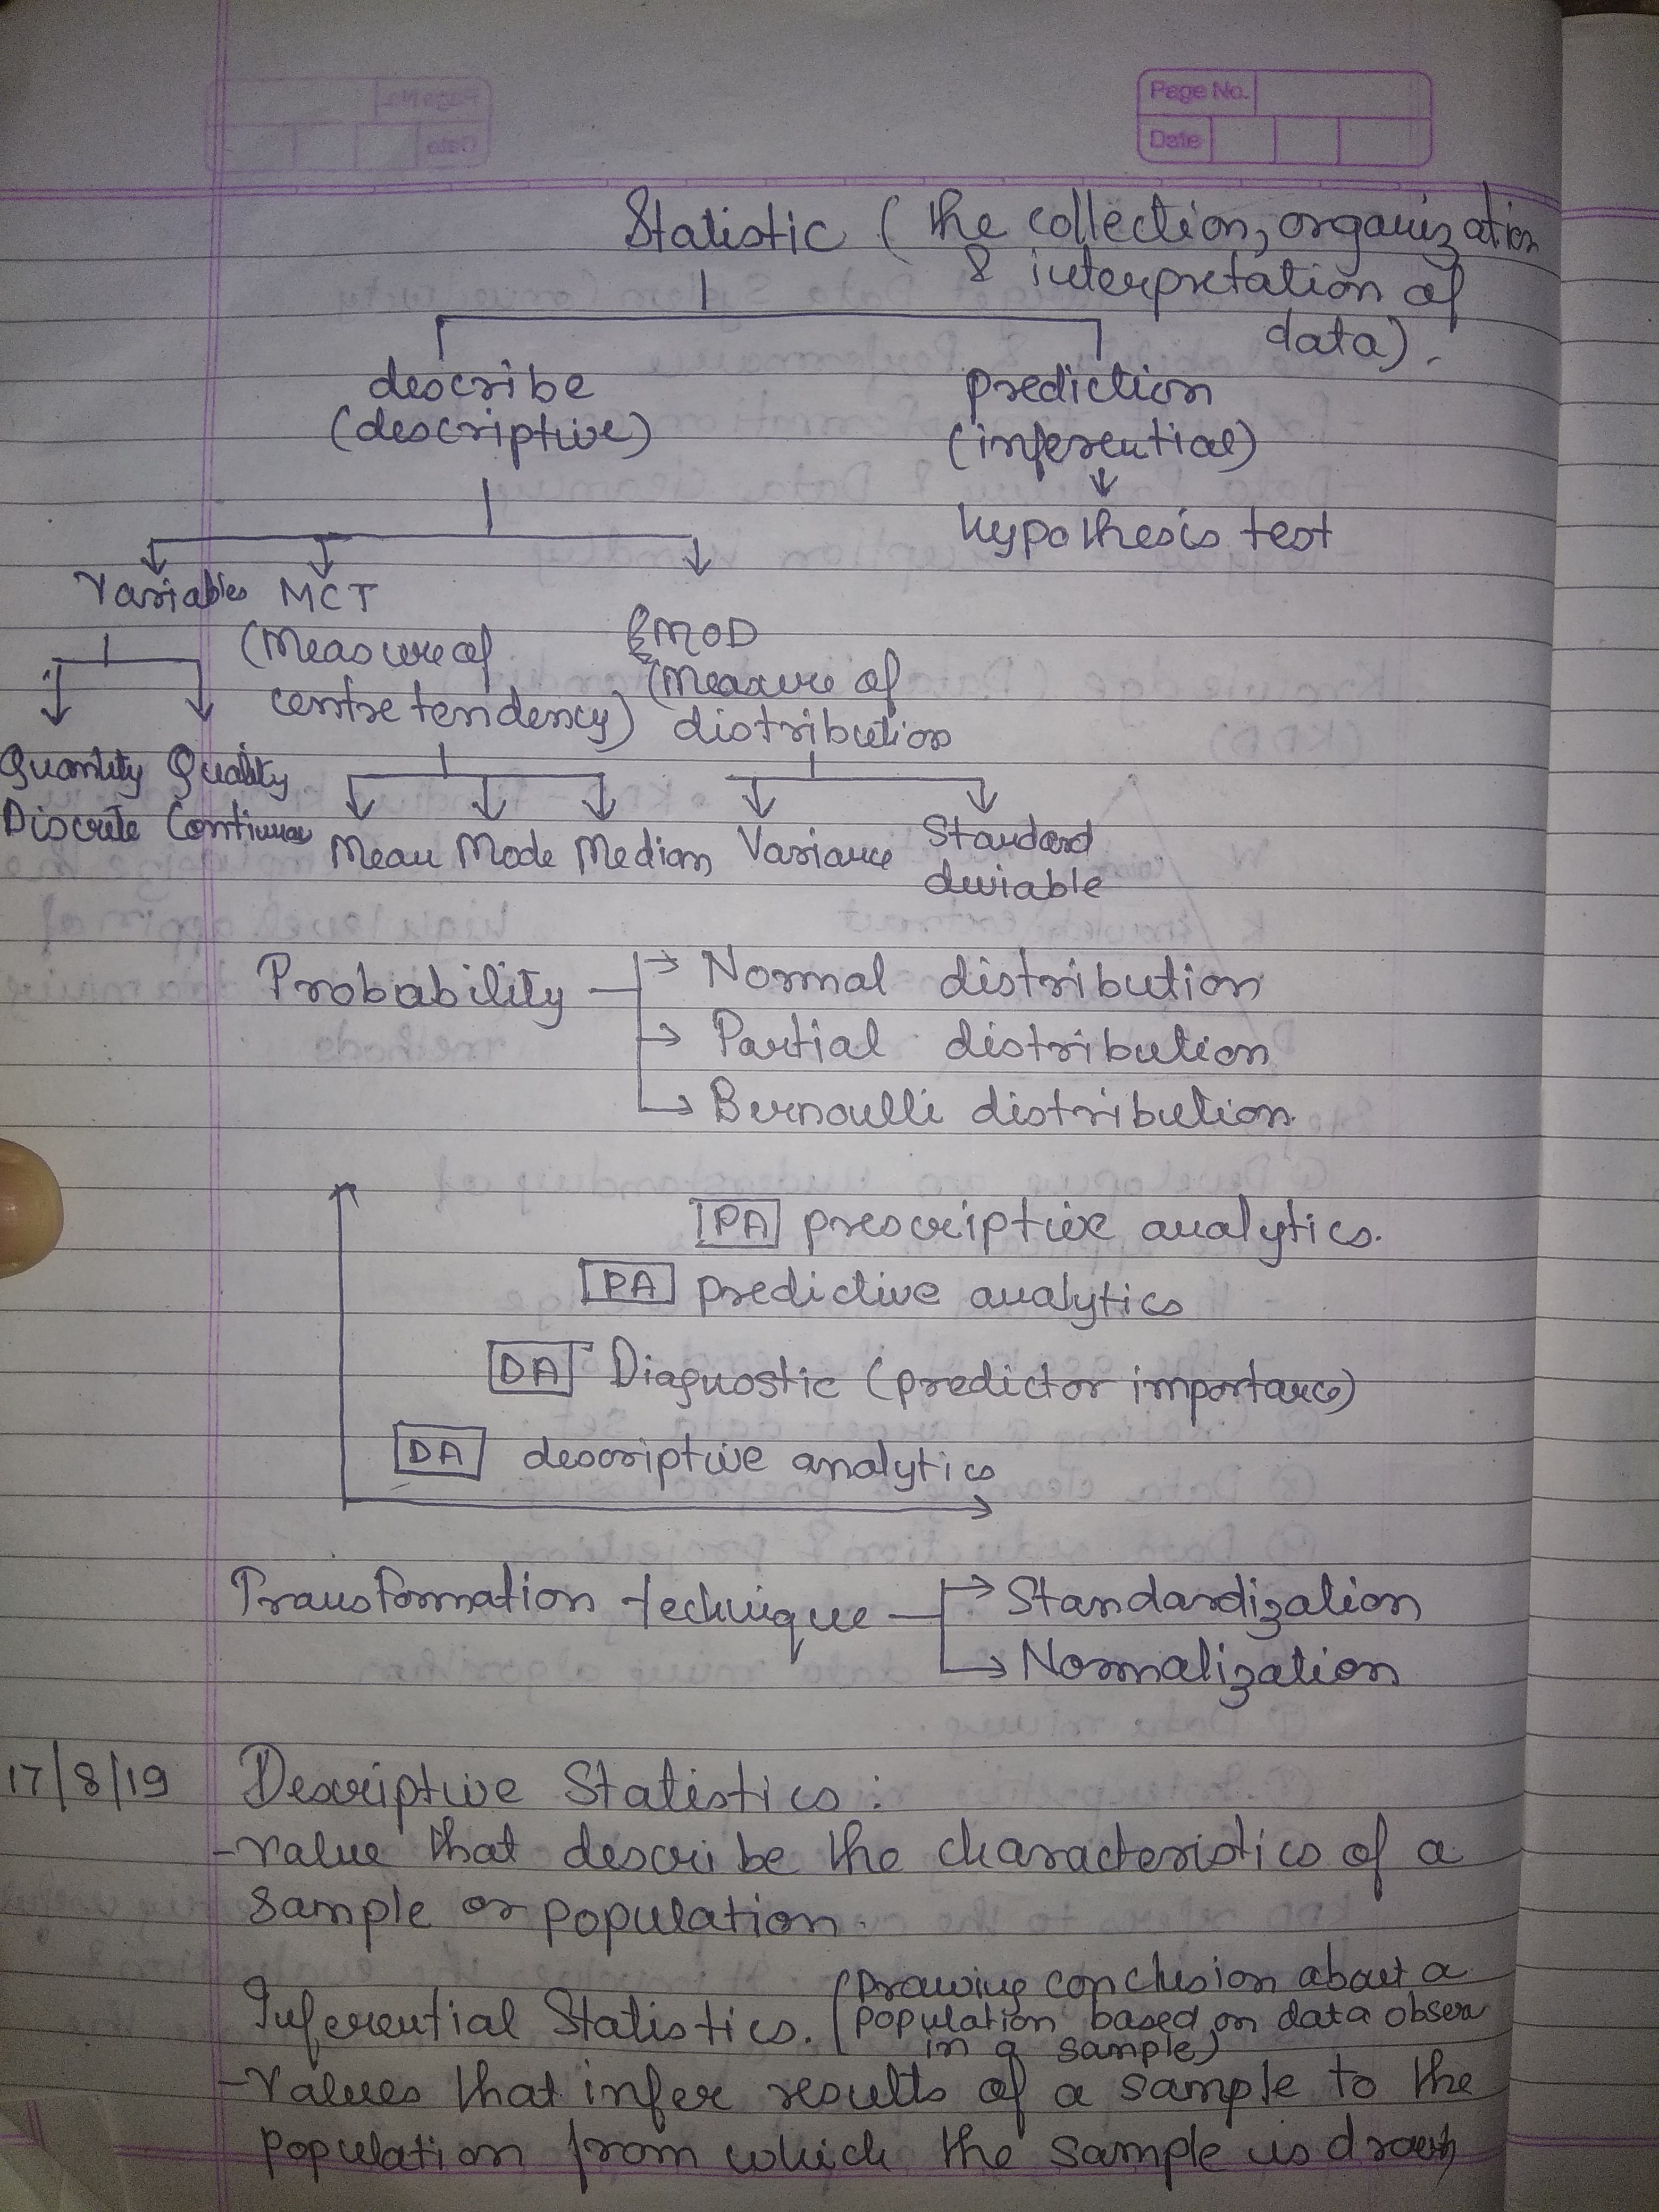 Page No.
Date
Statistic (the collection, organization
& interpretation of
data).
describe prediction
(descriptive) (inferential)
hypothesis test
Variables MCT
(Measure of MOD
centre tendency) (Measure of
distribution
Quantity Quality
Discrete Continuous
Mean Mode Median Variance Standard
deviable
Probability Normal distribution
Partial distribution
Bernoulli distribution
PA prescriptive analytics.
PA predictive analytics
DA Diagnostic (predictor importance)
DA descriptive analytics
Transformation technique Standardization
Normalization
17/8/19 Descriptive Statistics:
- Value that describe the characteristics of a
sample or population.
Inferential Statistics. (Drawing conclusion about a
population based on data obser
in a sample)
- Values that infer results of a sample to the
population from which the sample is drawn